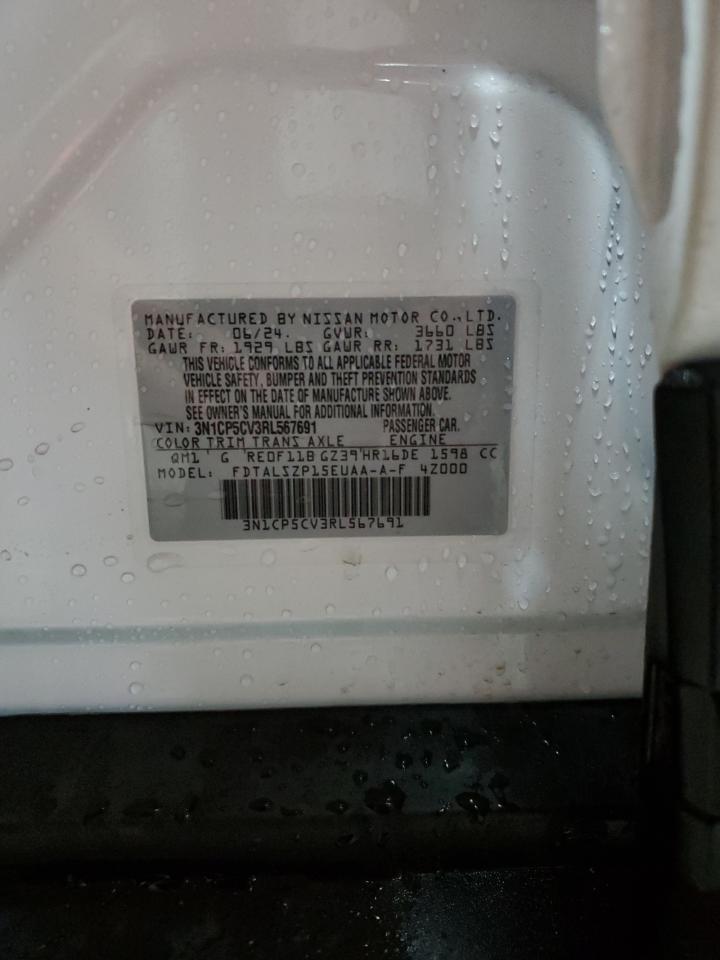 MANUFACTURED BY NISSAN MOTOR CO.,LTD.
DATE: 06/24. GVWR: 3660 LBS
GAWR FR: 1929 LBS GAWR RR: 1731 LBS
THIS VEHICLE CONFORMS TO ALL APPLICABLE FEDERAL MOTOR
VEHICLE SAFETY, BUMPER AND THEFT PREVENTION STANDARDS
IN EFFECT ON THE DATE OF MANUFACTURE SHOWN ABOVE.
SEE OWNER'S MANUAL FOR ADDITIONAL INFORMATION.
VIN: 3N1CP5CV3RL567691 PASSENGER CAR.
COLOR TRIM TRANS AXLE ENGINE
QM1 G RE0F11B GZ39 HR16DE 1598 CC
MODEL: FDTALSZP15EUAA-A-F 4Z000
3N1CP5CV3RL567691